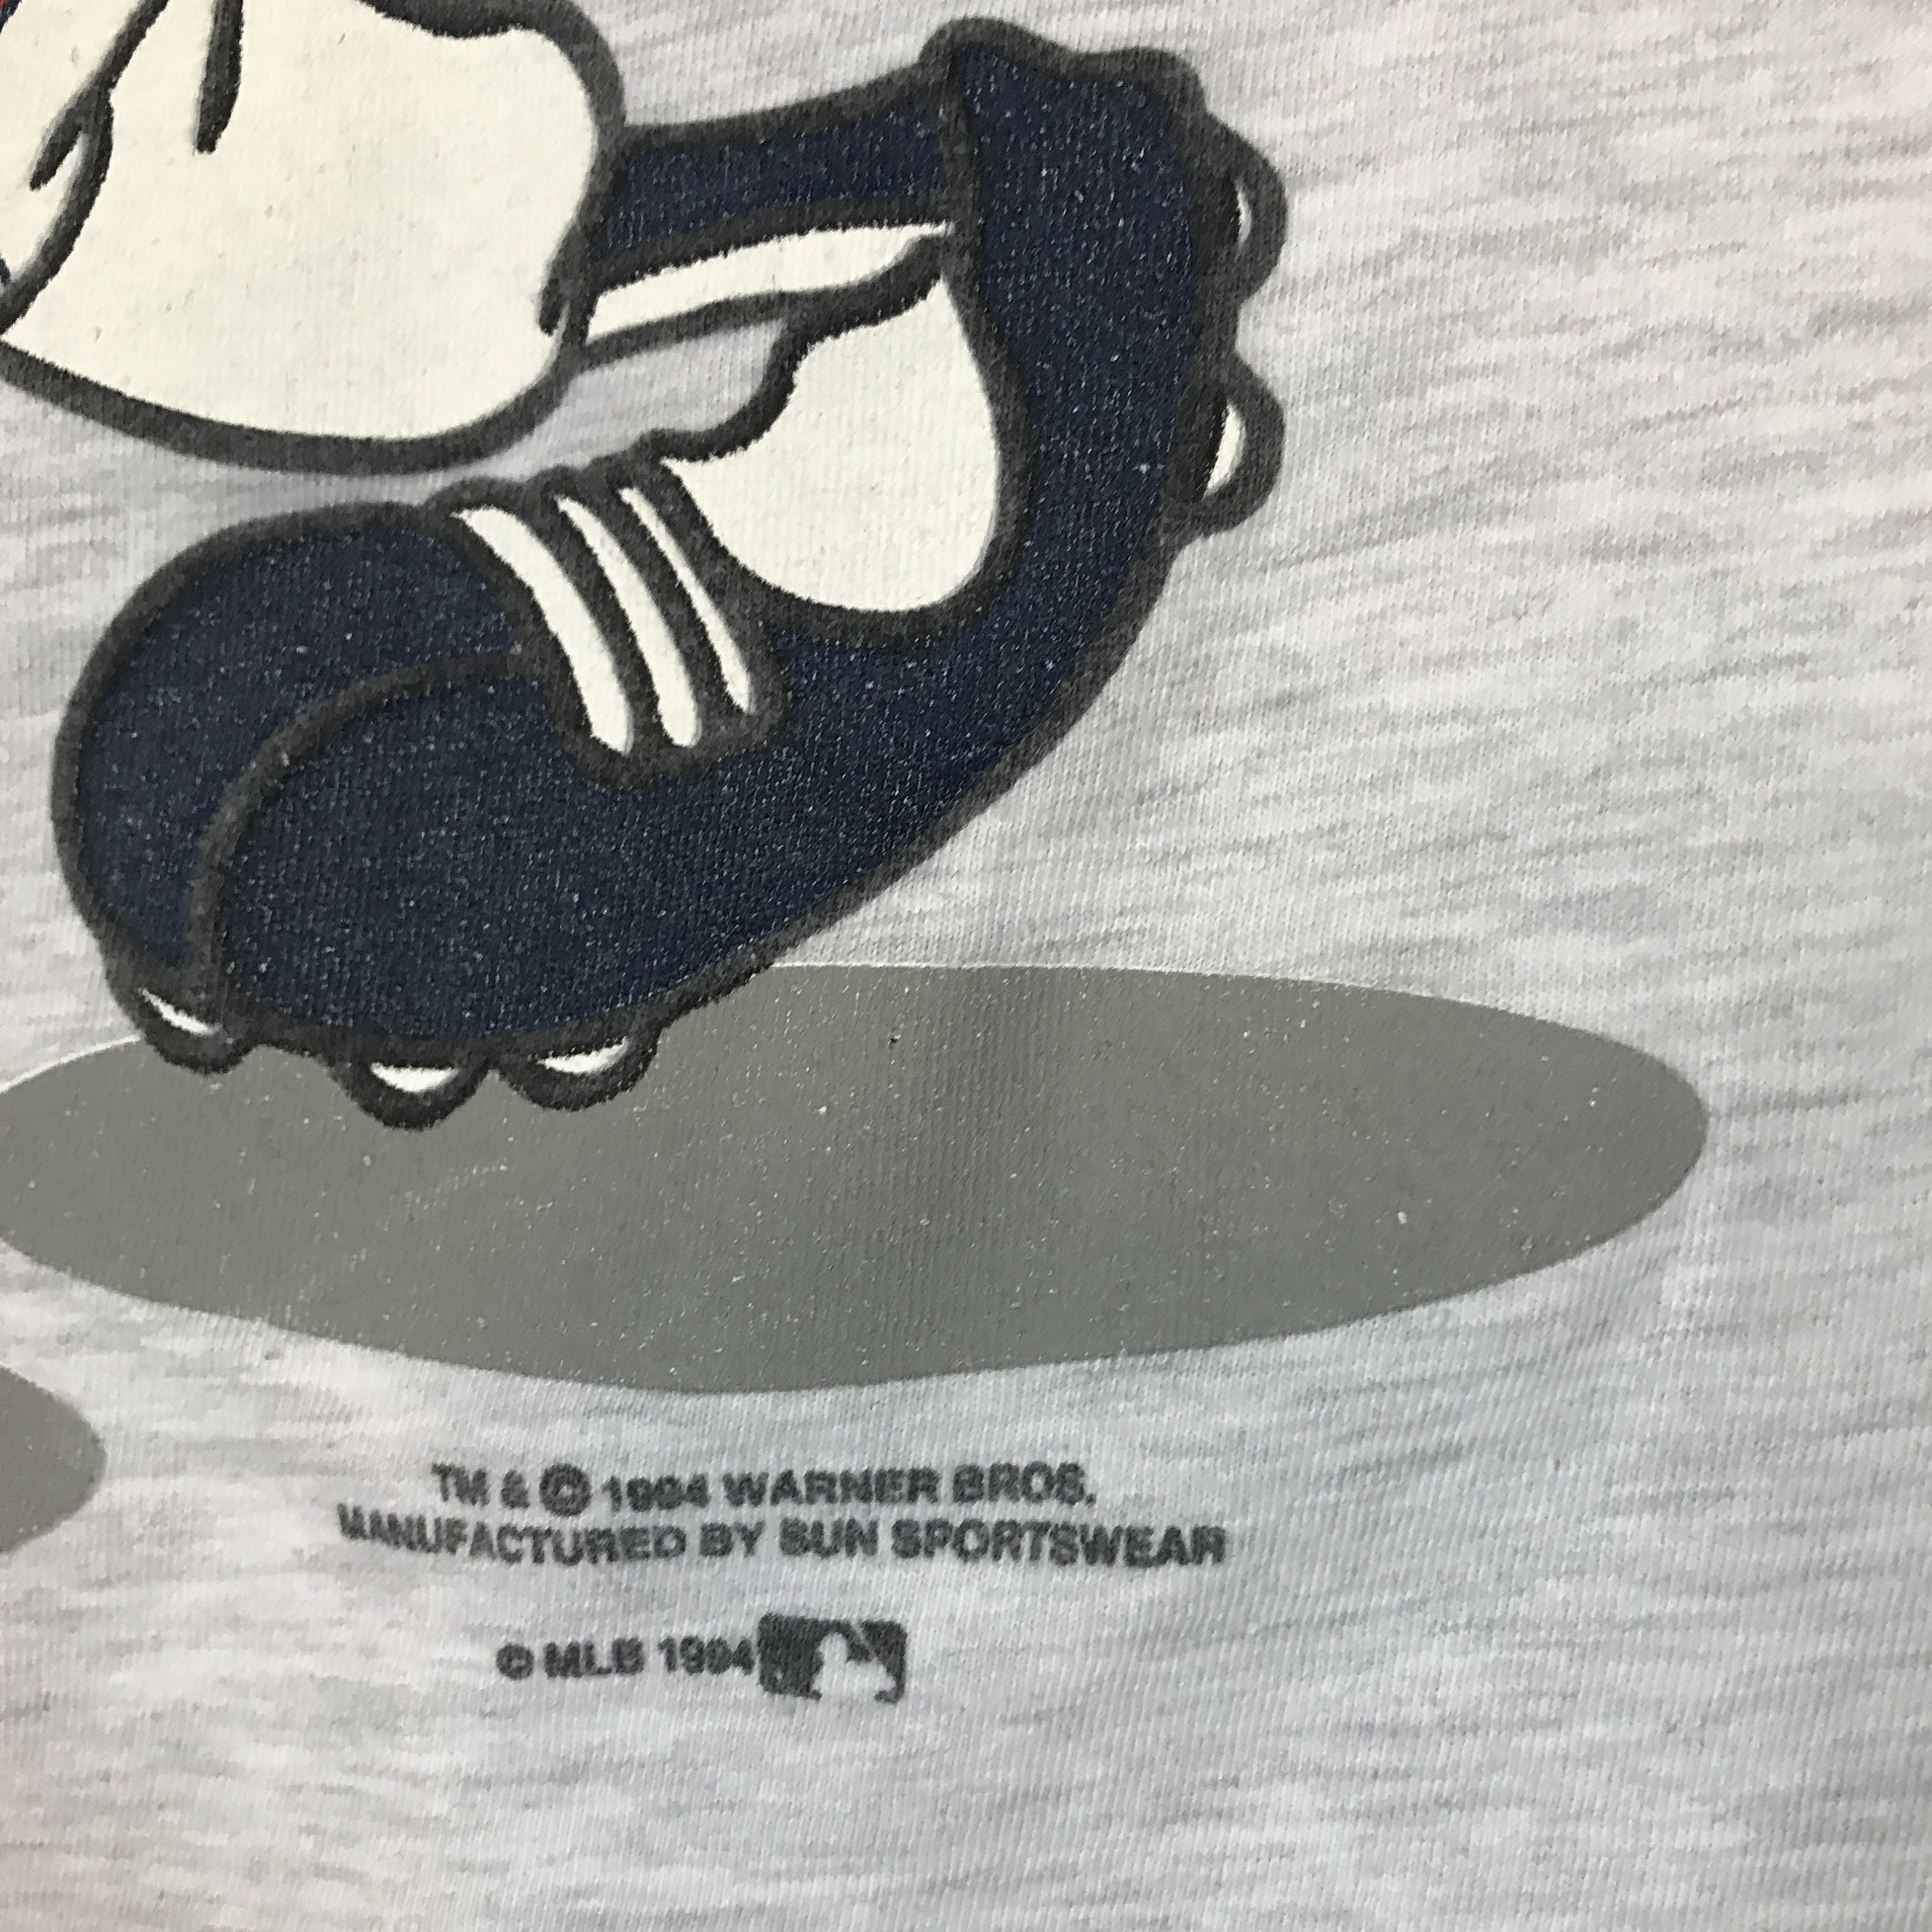 TM & © 1994 WARNER BROS.
MANUFACTURED BY SUN SPORTSWEAR
© MLB 1994